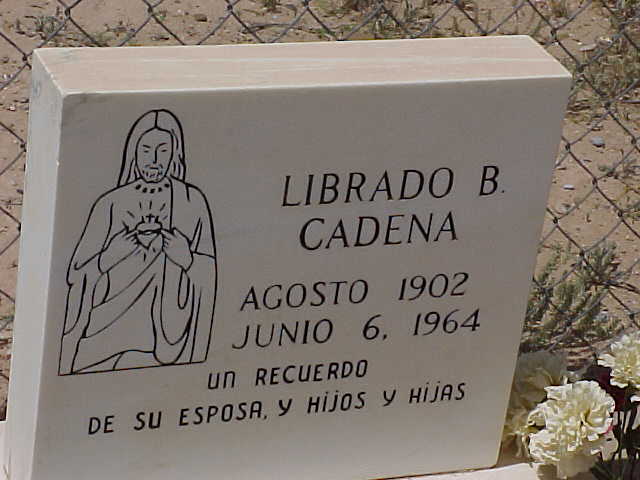 LIBRADO B.
CADENA
AGOSTO 1902
JUNIO 6, 1964
UN RECUERDO
DE SU ESPOSA, Y HIJOS Y HIJAS